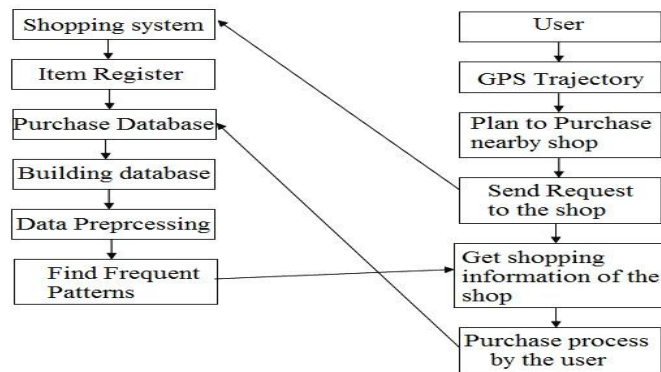 Shopping system
Item Register
Purchase Database
Building database
Data Preprcessing
Find Frequent
Patterns
User
GPS Trajectory
Plan to Purchase
nearby shop
Send Request
to the shop
Get shopping
information of the
shop
Purchase process
by the user